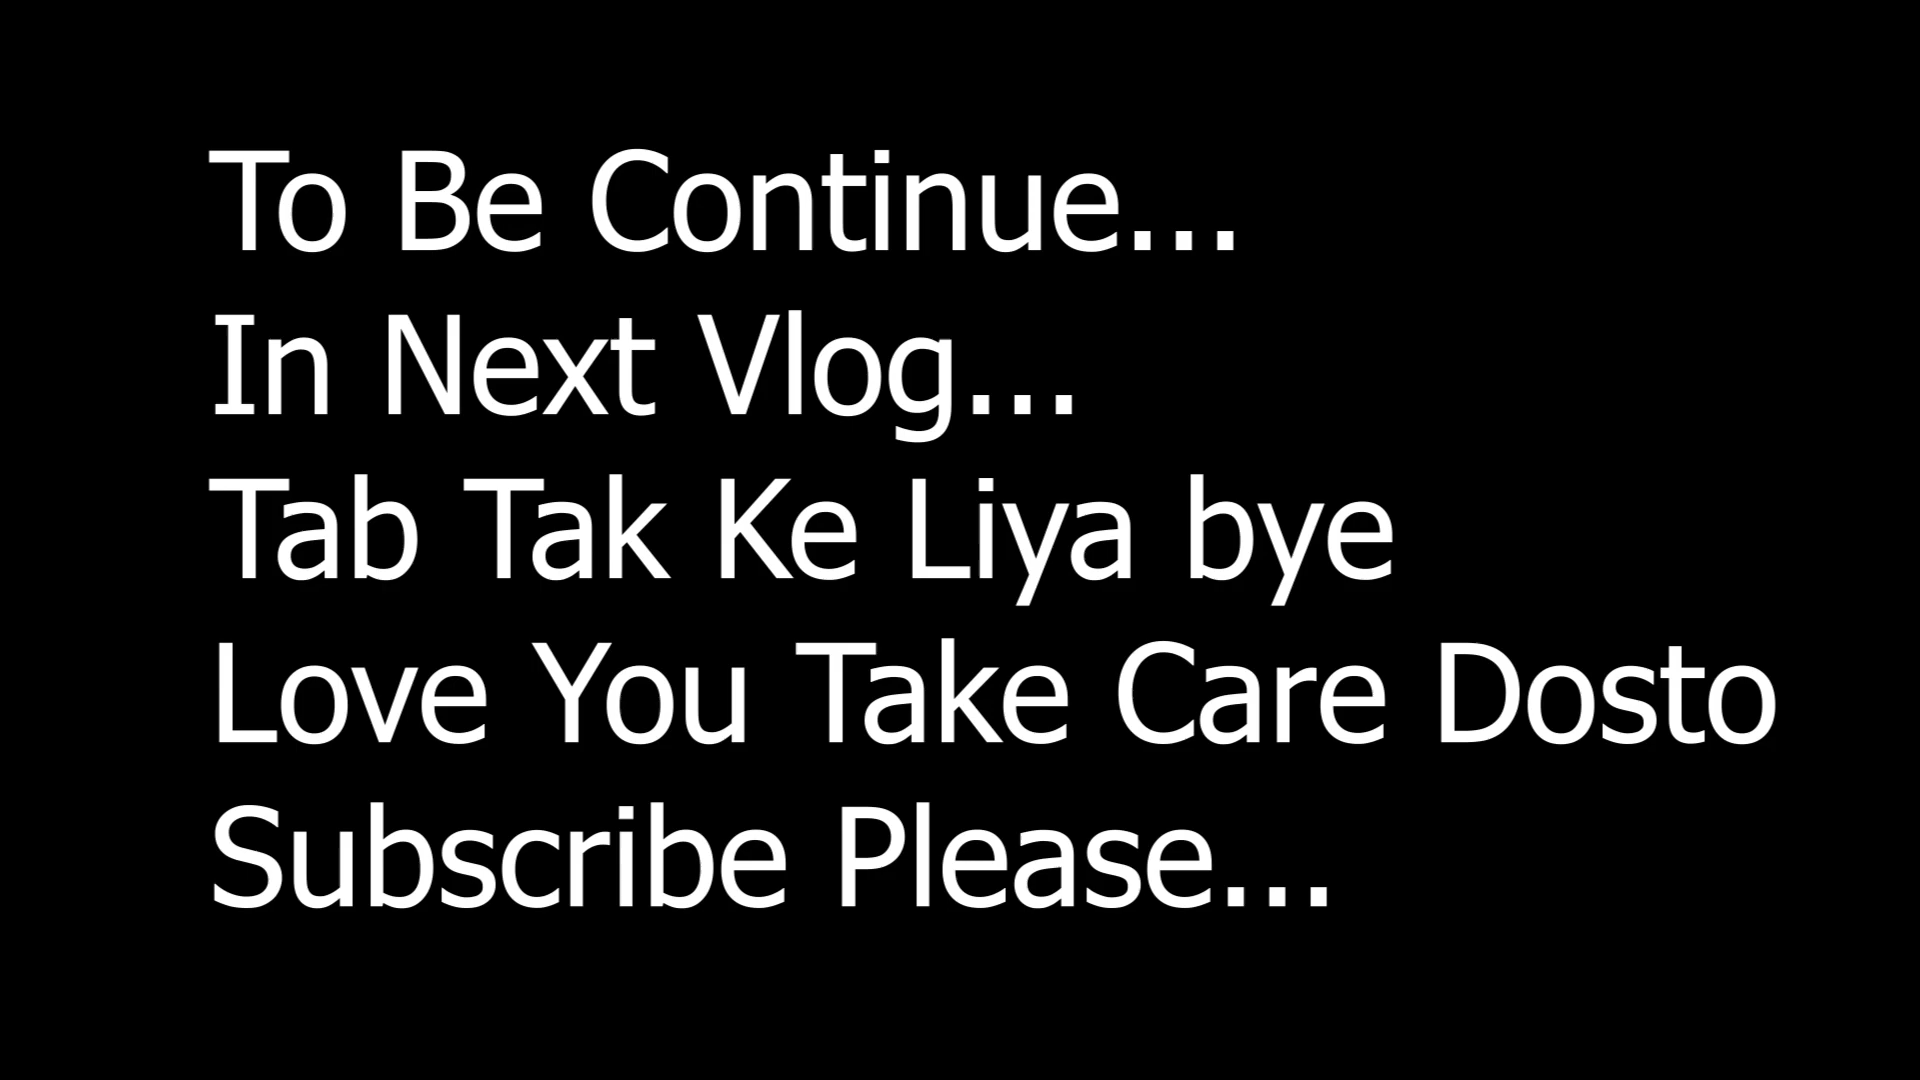 To Be Continue...
In Next Vlog...
Tab Tak Ke Liya bye
Love You Take Care Dosto
Subscribe Please...